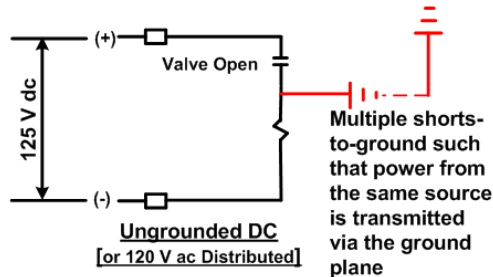 (+)
Valve Open
125 V dc
Multiple shorts-
to-ground such
that power from
the same source
is transmitted
via the ground
plane
(-)
Ungrounded DC
[or 120 V ac Distributed]